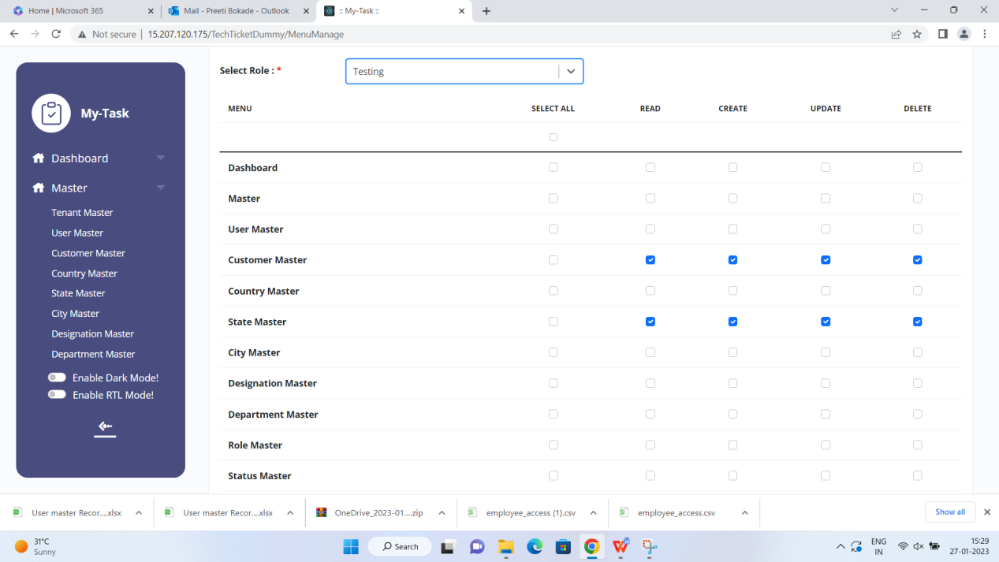 Home | Microsoft 365
Mail - Preeti Bokade - Outlook
:: My-Task ::
Not secure | 15.207.120.175/TechTicketDummy/MenuManage
My-Task
Dashboard
Master
Tenant Master
User Master
Customer Master
Country Master
State Master
City Master
Designation Master
Department Master
Enable Dark Mode!
Enable RTL Mode!
Select Role : *
Testing
MENU SELECT ALL READ CREATE UPDATE DELETE
Dashboard
Master
User Master
Customer Master
Country Master
State Master
City Master
Designation Master
Department Master
Role Master
Status Master
User master Recor....xlsx
User master Recor....xlsx
OneDrive_2023-01....zip
employee_access (1).csv
employee_access.csv
Show all
31°C
Sunny
Search
ENG
IN
15:29
27-01-2023